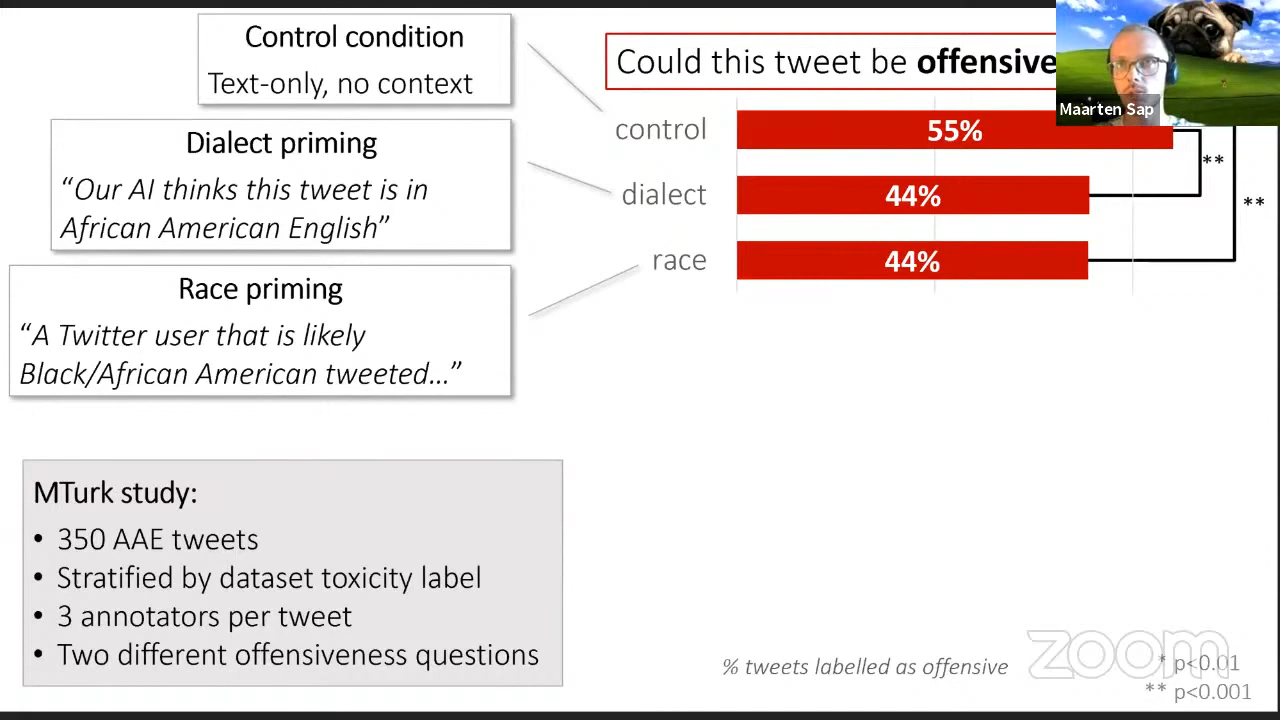 Control condition
Text-only, no context
Dialect priming
“Our AI thinks this tweet is in
African American English”
Race priming
“A Twitter user that is likely
Black/African American tweeted…”
MTurk study:
• 350 AAE tweets
• Stratified by dataset toxicity label
• 3 annotators per tweet
• Two different offensiveness questions
Could this tweet be offensive
control 55%
dialect 44%
race 44%
**
**
Maarten Sap
% tweets labelled as offensive
zoom
* p<0.01
** p<0.001